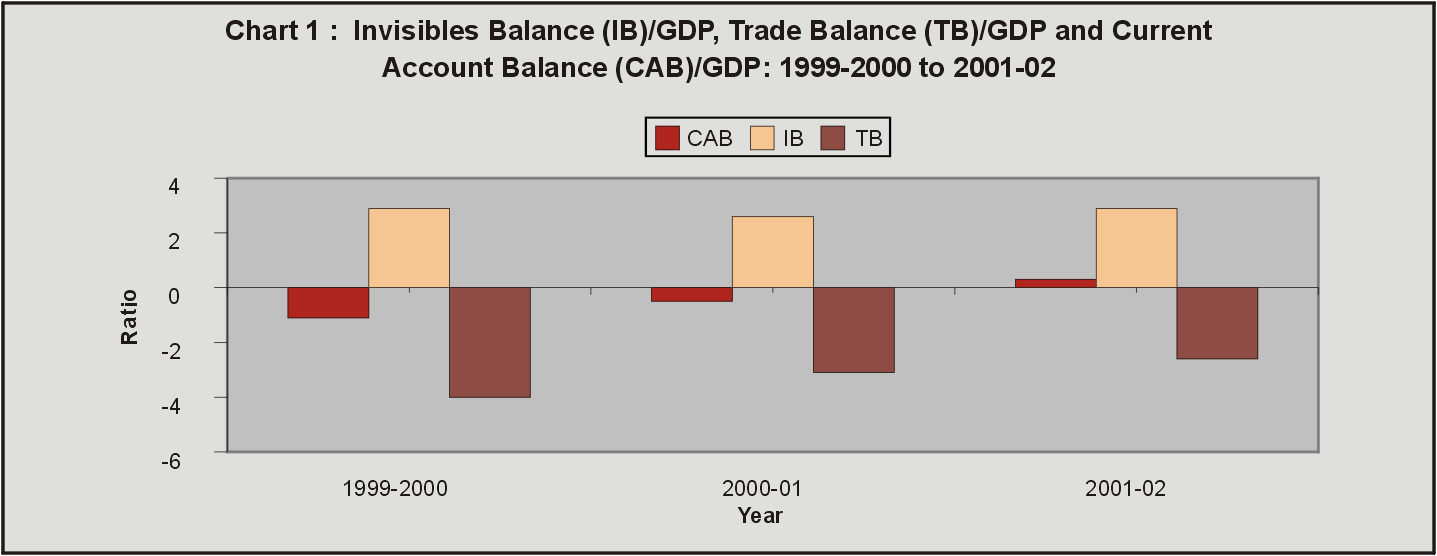 Chart 1 :  Invisibles Balance (IB)/GDP, Trade Balance (TB)/GDP and Current
Account Balance (CAB)/GDP: 1999-2000 to 2001-02
CAB IB TB
4
2
0
-2
-4
-6
Ratio
1999-2000 2000-01 2001-02
Year